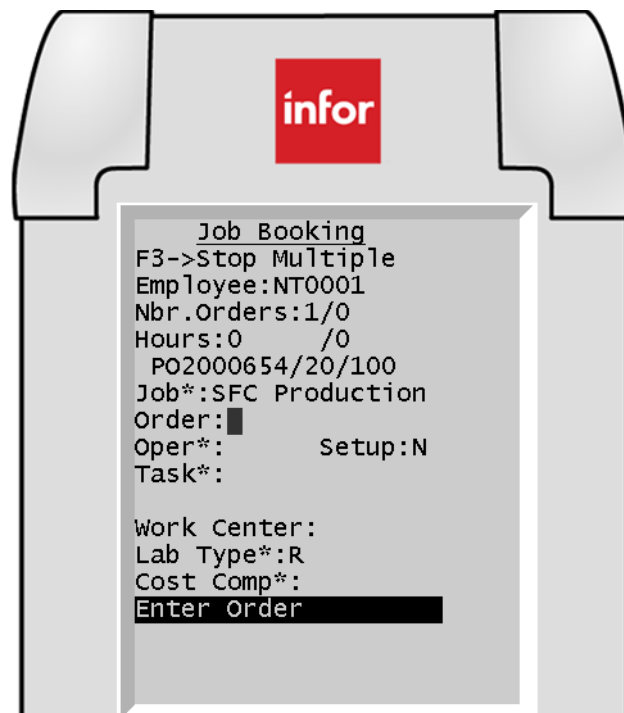 infor
Job Booking
F3->Stop Multiple
Employee:NT0001
Nbr.Orders:1/0
Hours:0 /0
PO2000654/20/100
Job*:SFC Production
Order:
Oper*: Setup:N
Task*:
Work Center:
Lab Type*:R
Cost Comp*:
Enter Order